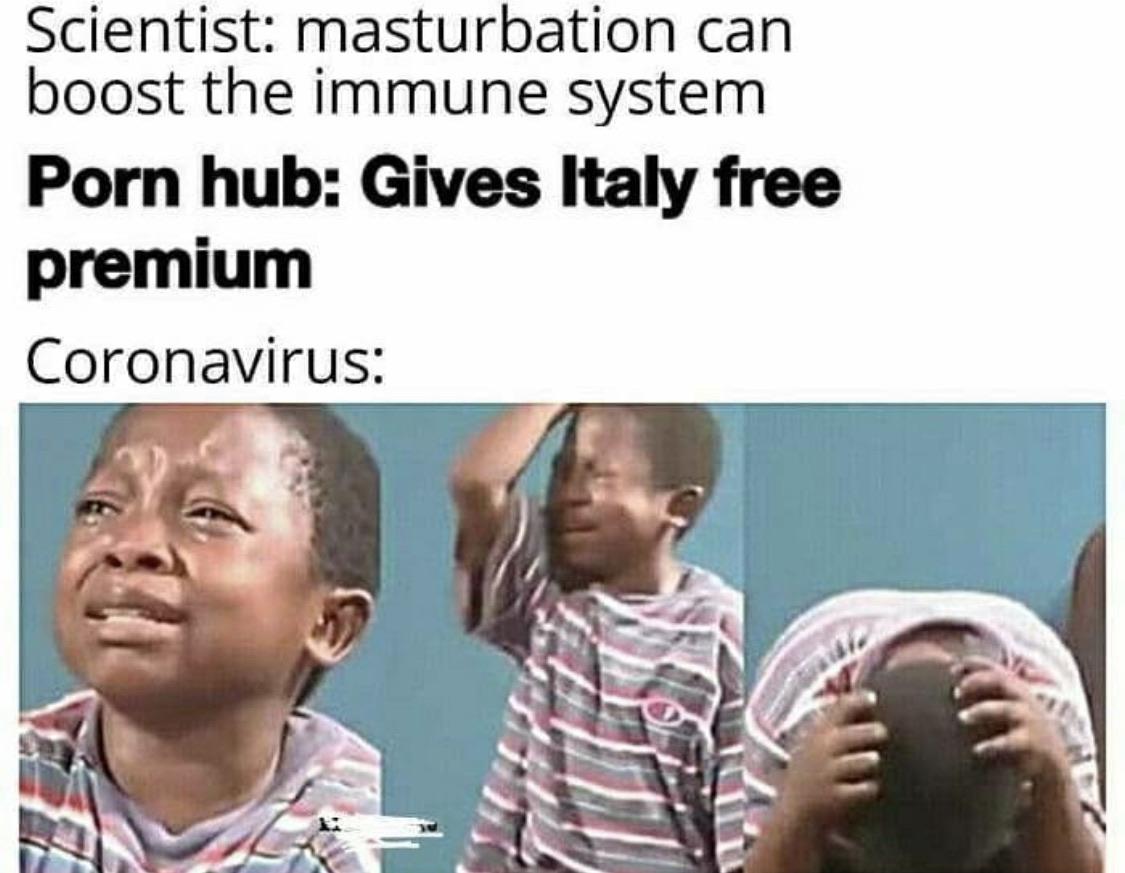 Scientist: masturbation can
boost the immune system
Porn hub: Gives Italy free
premium
Coronavirus: